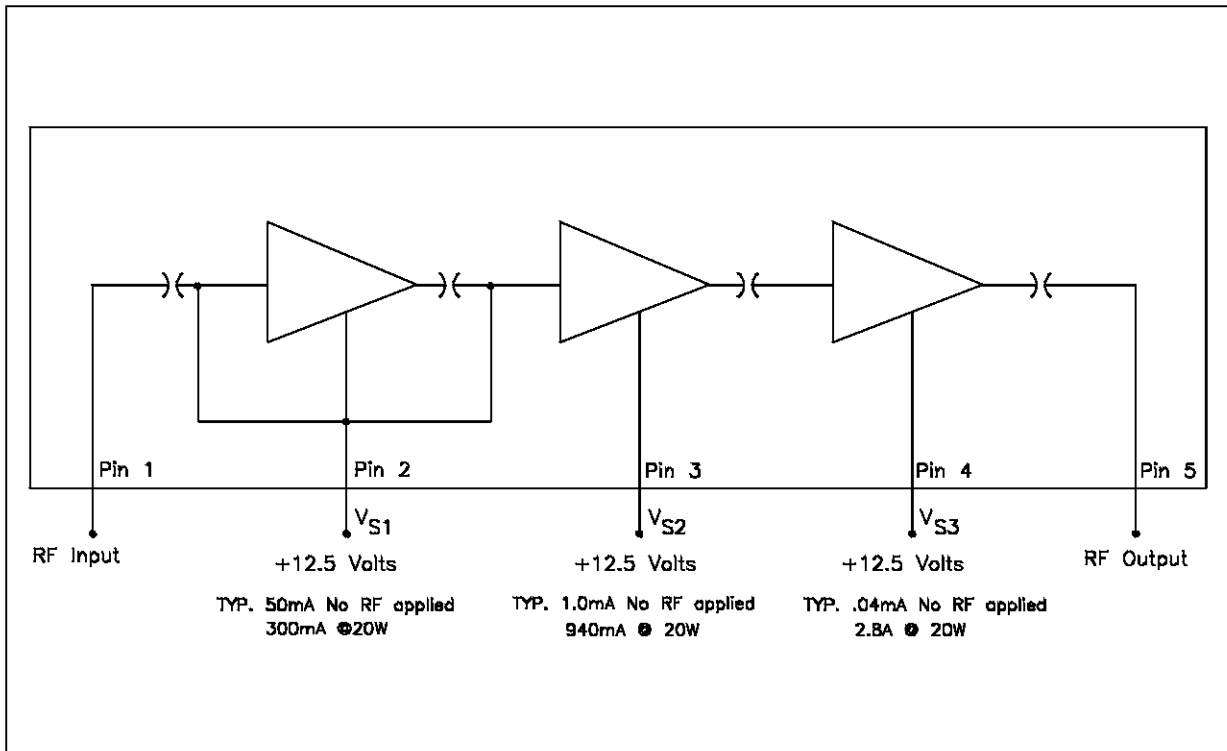 Pin 1
Pin 2
Pin 3
Pin 4
Pin 5
RF Input
VS1
VS2
VS3
RF Output
+12.5 Volts
+12.5 Volts
+12.5 Volts
TYP. 50mA No RF applied
300mA @20W
TYP. 1.0mA No RF applied
940mA @ 20W
TYP. .04mA No RF applied
2.8A @ 20W